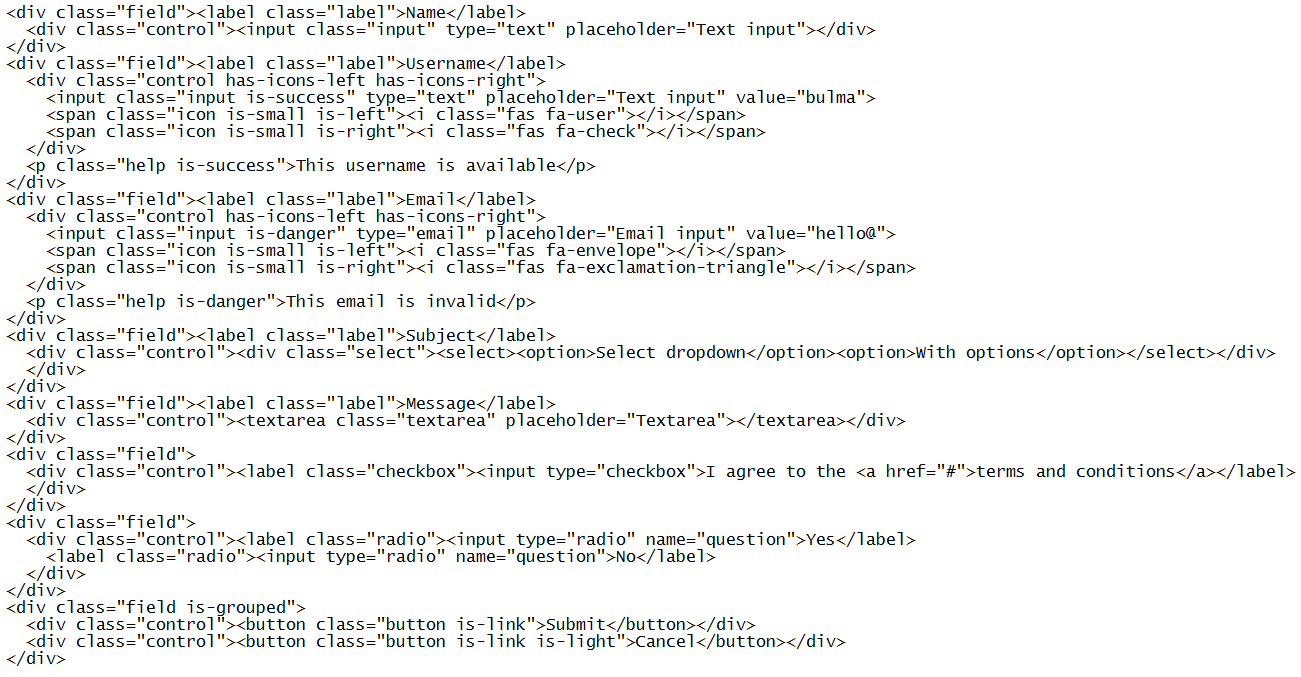 <div class="field"><label class="label">Name</label>
  <div class="control"><input class="input" type="text" placeholder="Text input"></div>
</div>
<div class="field"><label class="label">Username</label>
  <div class="control has-icons-left has-icons-right">
    <input class="input is-success" type="text" placeholder="Text input" value="bulma">
    <span class="icon is-small is-left"><i class="fas fa-user"></i></span>
    <span class="icon is-small is-right"><i class="fas fa-check"></i></span>
  </div>
  <p class="help is-success">This username is available</p>
</div>
<div class="field"><label class="label">Email</label>
  <div class="control has-icons-left has-icons-right">
    <input class="input is-danger" type="email" placeholder="Email input" value="hello@">
    <span class="icon is-small is-left"><i class="fas fa-envelope"></i></span>
    <span class="icon is-small is-right"><i class="fas fa-exclamation-triangle"></i></span>
  </div>
  <p class="help is-danger">This email is invalid</p>
</div>
<div class="field"><label class="label">Subject</label>
  <div class="control"><div class="select"><select><option>Select dropdown</option><option>With options</option></select></div>
  </div>
</div>
<div class="field"><label class="label">Message</label>
  <div class="control"><textarea class="textarea" placeholder="Textarea"></textarea></div>
</div>
<div class="field">
  <div class="control"><label class="checkbox"><input type="checkbox">I agree to the <a href="#">terms and conditions</a></label>
  </div>
</div>
<div class="field">
  <div class="control"><label class="radio"><input type="radio" name="question">Yes</label>
    <label class="radio"><input type="radio" name="question">No</label>
  </div>
</div>
<div class="field is-grouped">
  <div class="control"><button class="button is-link">Submit</button></div>
  <div class="control"><button class="button is-link is-light">Cancel</button></div>
</div>